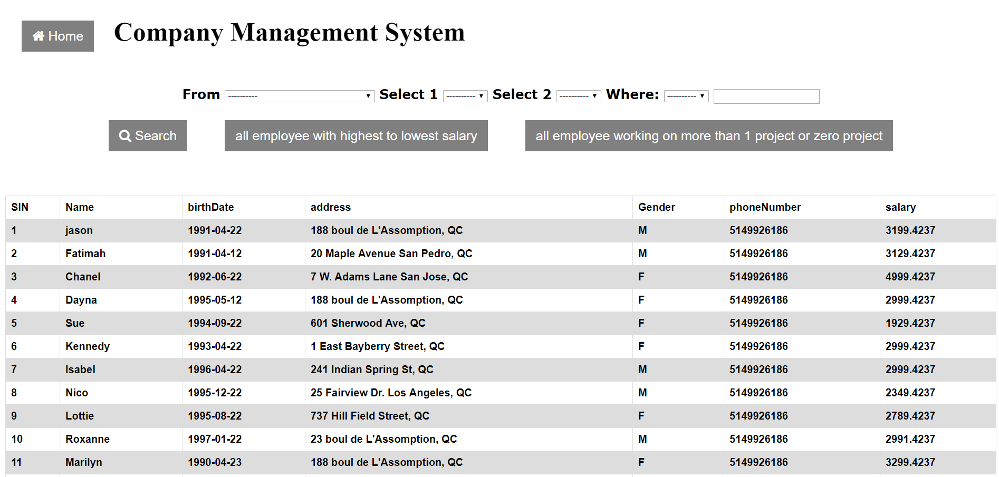 Home Company Management System
From ---------- Select 1 ---------- Select 2 ---------- Where: ----------
Search all employee with highest to lowest salary all employee working on more than 1 project or zero project
SIN Name birthDate address Gender phoneNumber salary
1 jason 1991-04-22 188 boul de L'Assomption, QC M 5149926186 3199.4237
2 Fatimah 1991-04-12 20 Maple Avenue San Pedro, QC M 5149926186 3129.4237
3 Chanel 1992-06-22 7 W. Adams Lane San Jose, QC F 5149926186 4999.4237
4 Dayna 1995-05-12 188 boul de L'Assomption, QC F 5149926186 2999.4237
5 Sue 1994-09-22 601 Sherwood Ave, QC F 5149926186 1929.4237
6 Kennedy 1993-04-22 1 East Bayberry Street, QC F 5149926186 2999.4237
7 Isabel 1996-04-22 241 Indian Spring St, QC M 5149926186 2999.4237
8 Nico 1995-12-22 25 Fairview Dr. Los Angeles, QC M 5149926186 2349.4237
9 Lottie 1995-08-22 737 Hill Field Street, QC F 5149926186 2789.4237
10 Roxanne 1997-01-22 23 boul de L'Assomption, QC M 5149926186 2991.4237
11 Marilyn 1990-04-23 188 boul de L'Assomption, QC F 5149926186 3299.4237